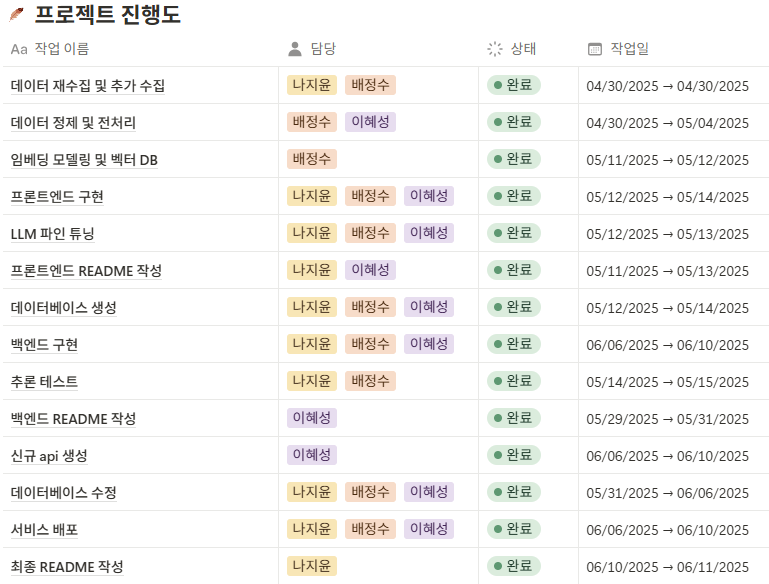 프로젝트 진행도
Aa 작업 이름 담당 상태 작업일
데이터 재수집 및 추가 수집 나지윤 배정수 완료 04/30/2025 → 04/30/2025
데이터 정제 및 전처리 배정수 이혜성 완료 04/30/2025 → 05/04/2025
임베딩 모델링 및 벡터 DB 배정수 완료 05/11/2025 → 05/12/2025
프론트엔드 구현 나지윤 배정수 이혜성 완료 05/12/2025 → 05/14/2025
LLM 파인 튜닝 나지윤 배정수 이혜성 완료 05/12/2025 → 05/13/2025
프론트엔드 README 작성 나지윤 이혜성 완료 05/11/2025 → 05/13/2025
데이터베이스 생성 나지윤 배정수 이혜성 완료 05/12/2025 → 05/14/2025
백엔드 구현 나지윤 배정수 이혜성 완료 06/06/2025 → 06/10/2025
추론 테스트 나지윤 배정수 완료 05/14/2025 → 05/15/2025
백엔드 README 작성 이혜성 완료 05/29/2025 → 05/31/2025
신규 api 생성 이혜성 완료 06/06/2025 → 06/10/2025
데이터베이스 수정 나지윤 배정수 이혜성 완료 05/31/2025 → 06/06/2025
서비스 배포 나지윤 배정수 이혜성 완료 06/06/2025 → 06/10/2025
최종 README 작성 나지윤 완료 06/10/2025 → 06/11/2025